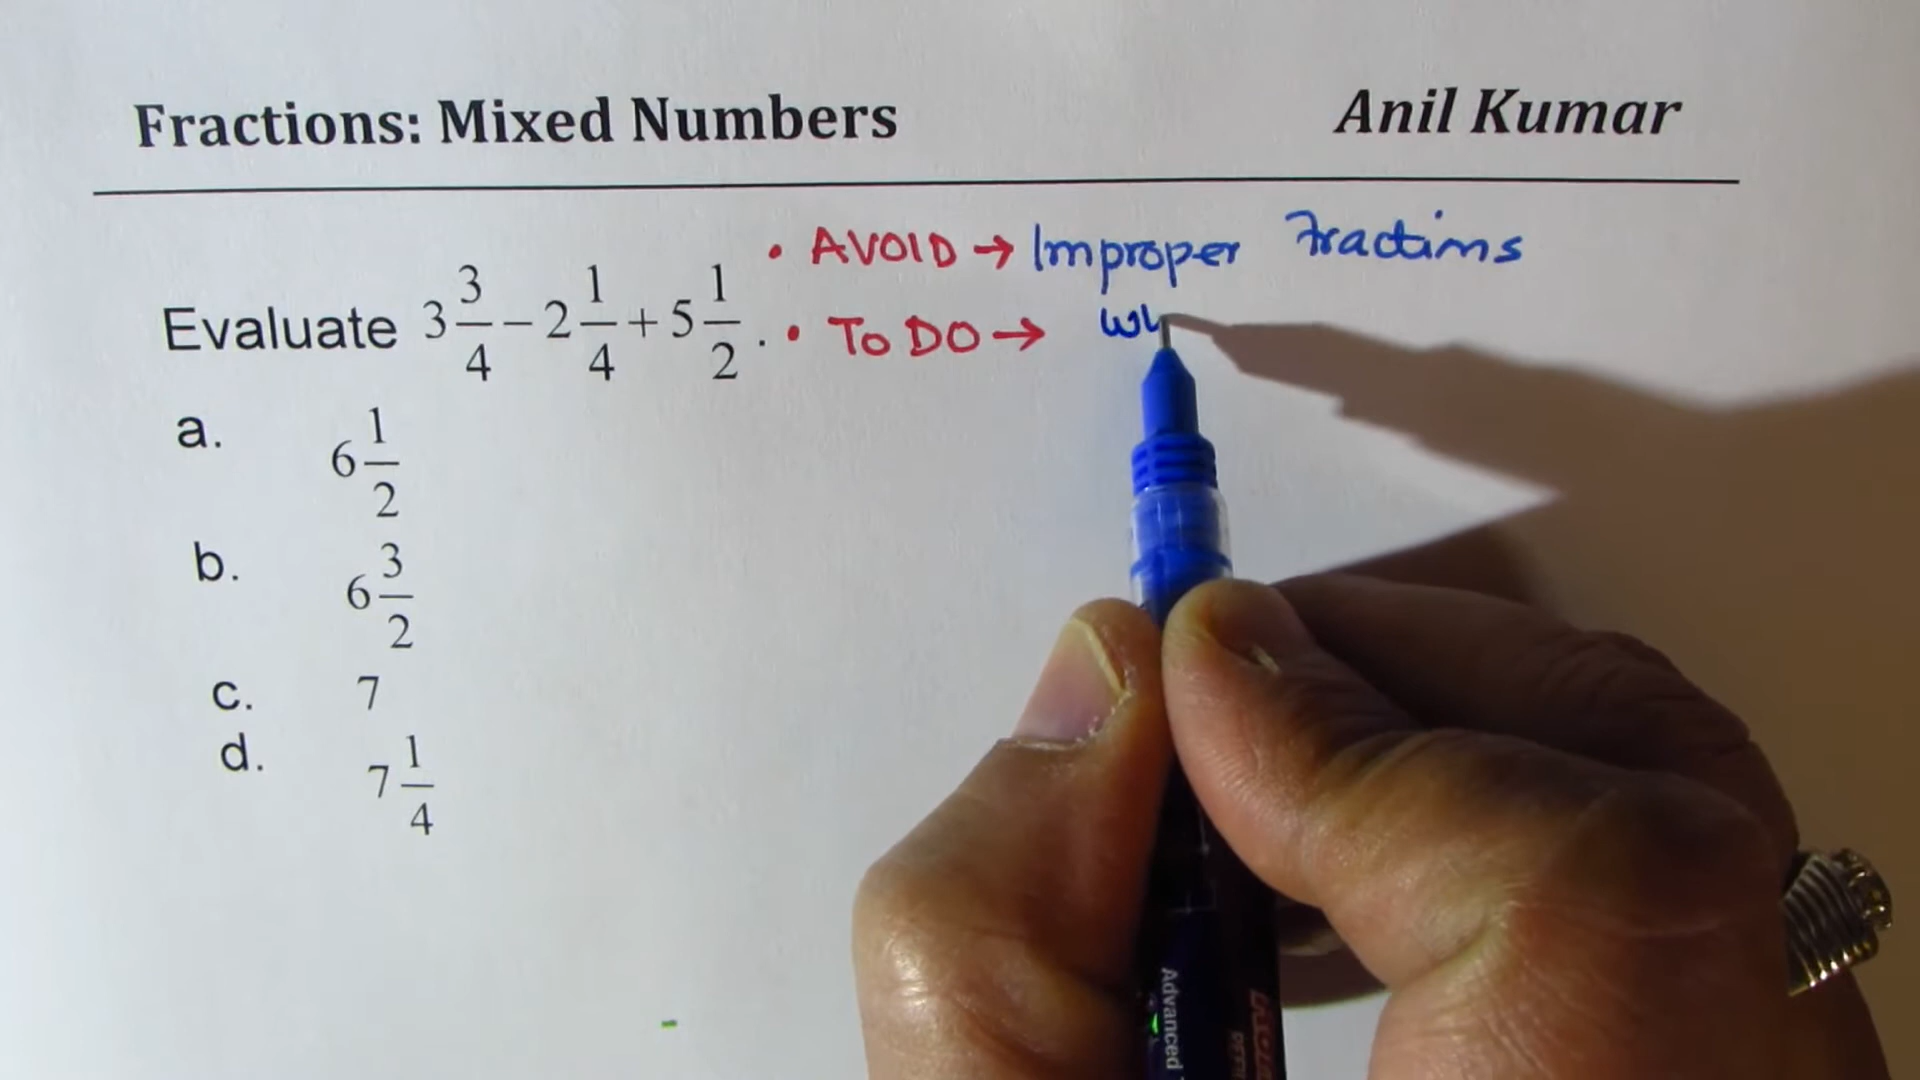 Fractions: Mixed Numbers Anil Kumar
• AVOID → Improper Fractions
Evaluate 3 3/4 − 2 1/4 + 5 1/2 . • TO DO →
a. 6 1/2
b. 6 3/2
c. 7
d. 7 1/4
Advanced